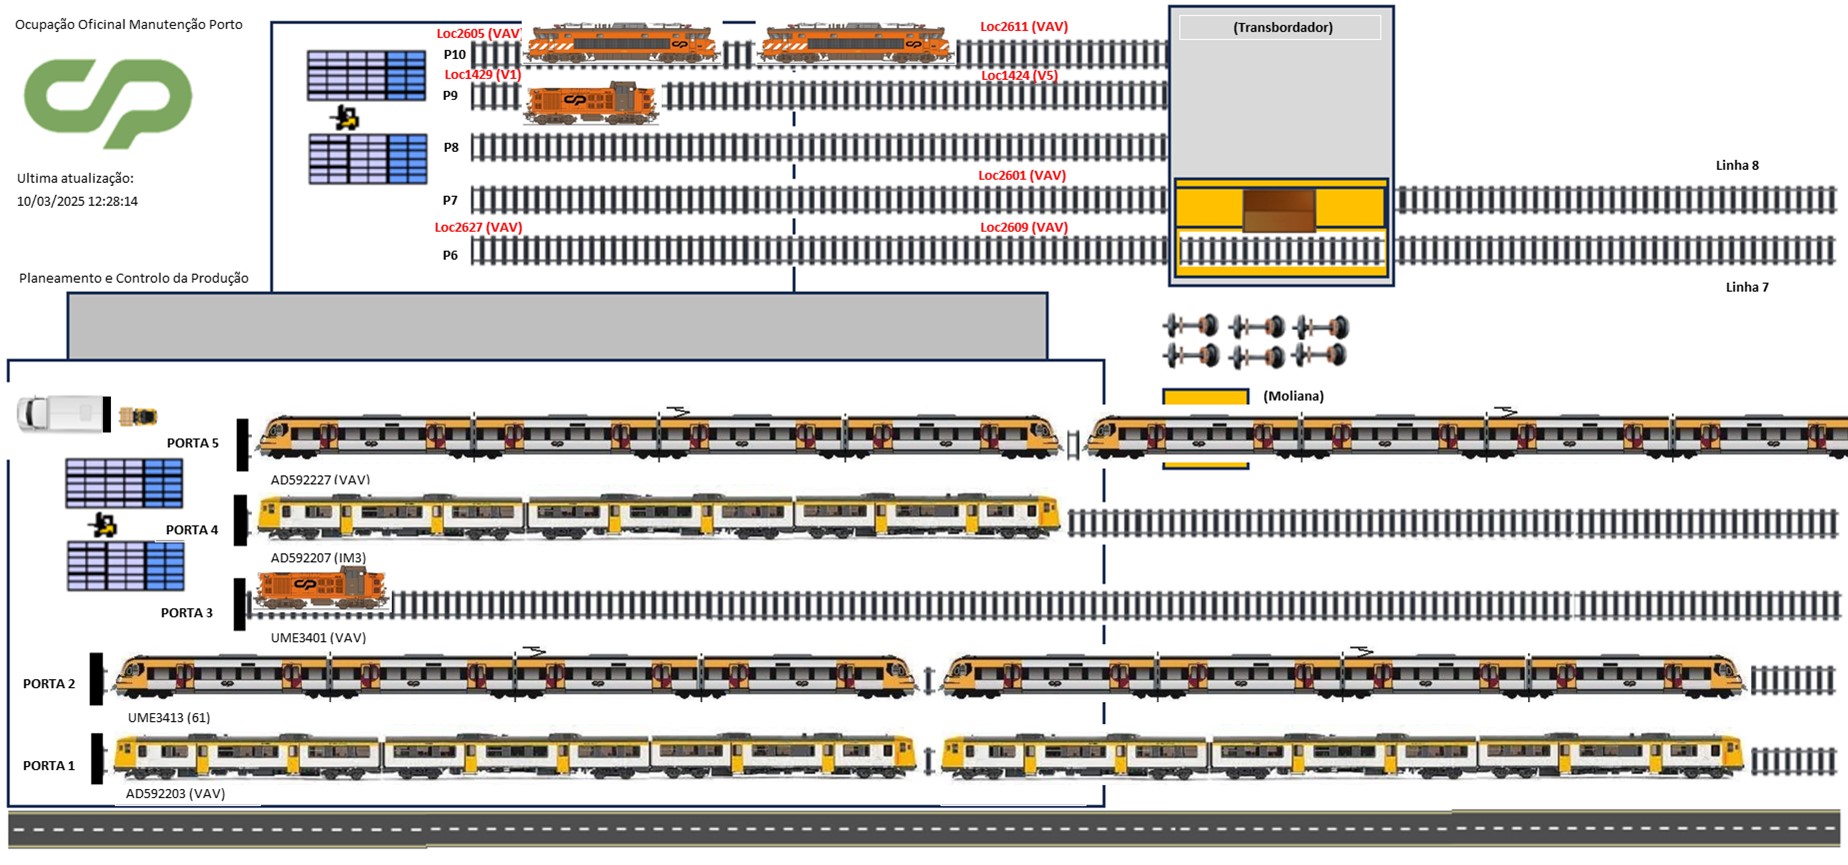 Ocupação Oficinal Manutenção Porto
CP
Ultima atualização:
10/03/2025 12:28:14
Planeamento e Controlo da Produção
Loc2605 (VAV)
Loc2611 (VAV)
P10
Loc1429 (V1)
Loc1424 (V5)
P9
P8
Loc2601 (VAV)
P7
Loc2627 (VAV)
Loc2609 (VAV)
P6
(Transbordador)
Linha 8
Linha 7
(Moliana)
PORTA 5
AD592227 (VAV)
PORTA 4
AD592207 (IM3)
PORTA 3
UME3401 (VAV)
PORTA 2
UME3413 (61)
PORTA 1
AD592203 (VAV)